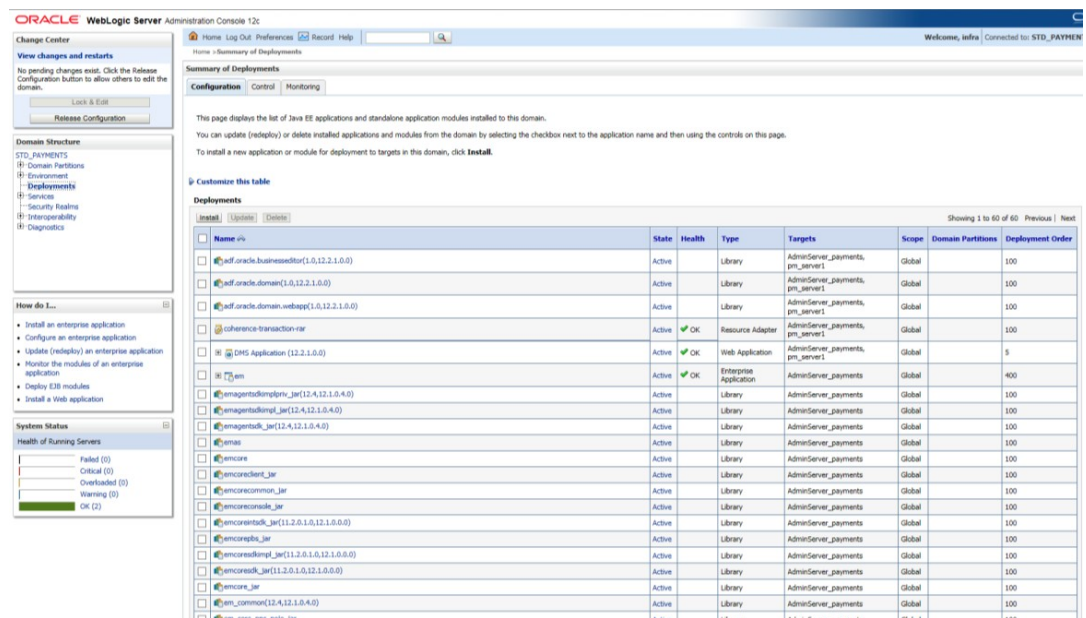 ORACLE WebLogic Server Administration Console 12c
Change Center
View changes and restarts
No pending changes exist. Click the Release
Configuration button to allow others to edit the
domain.
Lock & Edit
Release Configuration
Domain Structure
STD_PAYMENTS
Domain Partitions
Environment
Deployments
Services
Security Realms
Interoperability
Diagnostics
How do I...
Install an enterprise application
Configure an enterprise application
Update (redeploy) an enterprise application
Monitor the modules of an enterprise
application
Deploy EJB modules
Install a Web application
System Status
Health of Running Servers
Failed (0)
Critical (0)
Overloaded (0)
Warning (0)
OK (2)
Home Log Out Preferences Record Help
Welcome, infra Connected to: STD_PAYMENT
Home >Summary of Deployments
Summary of Deployments
Configuration Control Monitoring
This page displays the list of Java EE applications and standalone application modules installed to this domain.
You can update (redeploy) or delete installed applications and modules from the domain by selecting the checkbox next to the application name and then using the controls on this page.
To install a new application or module for deployment to targets in this domain, click Install.
Customize this table
Deployments
Install Update Delete Showing 1 to 60 of 60 Previous | Next
Name State Health Type Targets Scope Domain Partitions Deployment Order
adf.oracle.businesseditor(1.0,12.2.1.0.0) Active Library AdminServer_payments, pm_server1 Global 100
adf.oracle.domain(1.0,12.2.1.0.0) Active Library AdminServer_payments, pm_server1 Global 100
adf.oracle.domain.webapp(1.0,12.2.1.0.0) Active Library AdminServer_payments, pm_server1 Global 100
coherence-transaction-rar Active OK Resource Adapter AdminServer_payments, pm_server1 Global 100
DMS Application (12.2.1.0.0) Active OK Web Application AdminServer_payments, pm_server1 Global 5
em Active OK Enterprise Application AdminServer_payments Global 400
emagentsdkimplpriv_jar(12.4,12.1.0.4.0) Active Library AdminServer_payments Global 100
emagentsdkimpl_jar(12.4,12.1.0.4.0) Active Library AdminServer_payments Global 100
emagentsdk_jar(12.4,12.1.0.4.0) Active Library AdminServer_payments Global 100
emas Active Library AdminServer_payments Global 100
emcore Active Library AdminServer_payments Global 100
emcoreclient_jar Active Library AdminServer_payments Global 100
emcorecommon_jar Active Library AdminServer_payments Global 100
emcoreconsole_jar Active Library AdminServer_payments Global 100
emcoreintsdk_jar(11.2.0.1.0,12.1.0.0.0) Active Library AdminServer_payments Global 100
emcorepbs_jar Active Library AdminServer_payments Global 100
emcoresdkimpl_jar(11.2.0.1.0,12.1.0.0.0) Active Library AdminServer_payments Global 100
emcoresdk_jar(11.2.0.1.0,12.1.0.0.0) Active Library AdminServer_payments Global 100
emcore_jar Active Library AdminServer_payments Global 100
em_common(12.4,12.1.0.4.0) Active Library AdminServer_payments Global 100